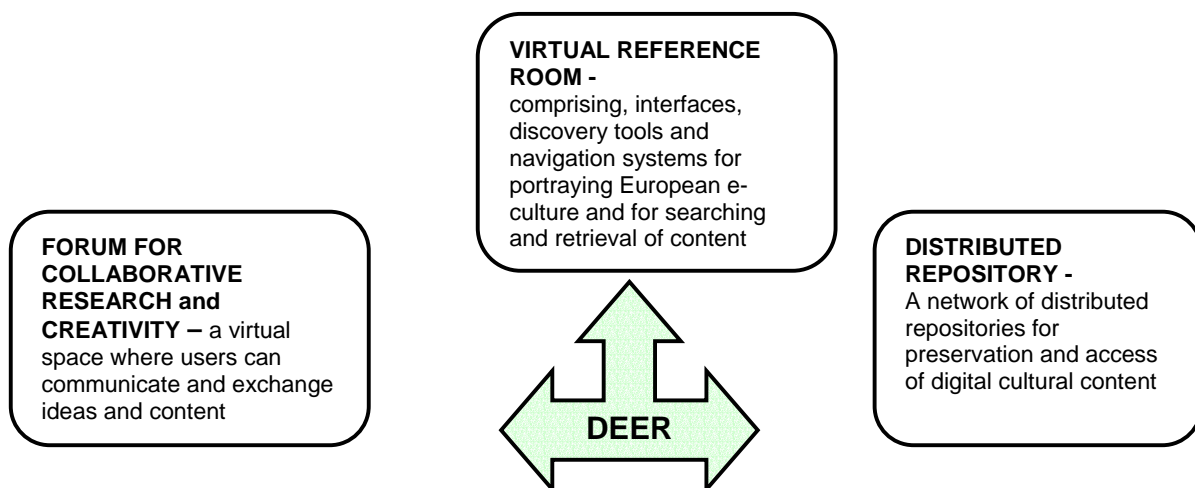 VIRTUAL REFERENCE
ROOM -
comprising, interfaces,
discovery tools and
navigation systems for
portraying European e-
culture and for searching
and retrieval of content
FORUM FOR
COLLABORATIVE
RESEARCH and
CREATIVITY – a virtual
space where users can
communicate and exchange
ideas and content
DISTRIBUTED
REPOSITORY -
A network of distributed
repositories for
preservation and access
of digital cultural content
DEER